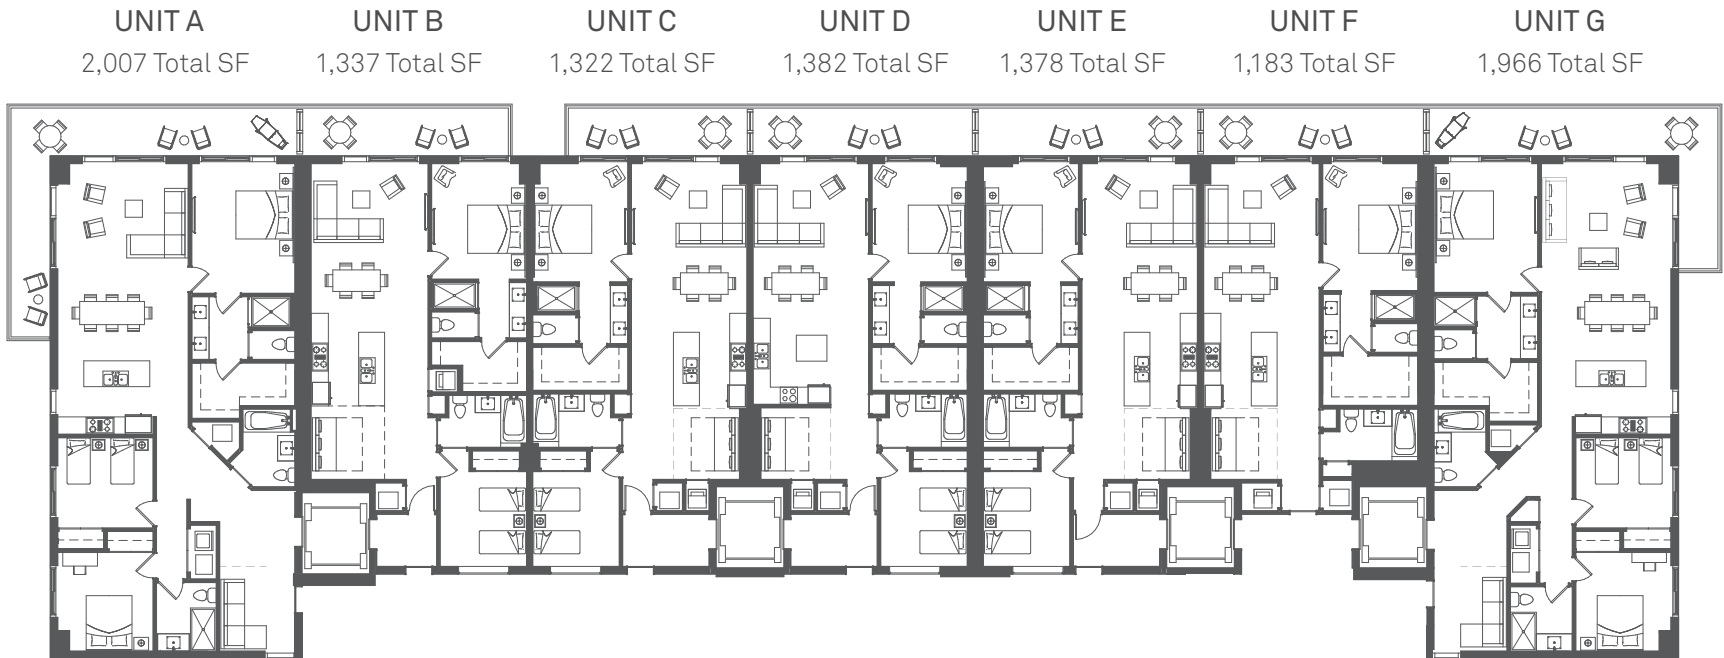 UNIT A
2,007 Total SF
UNIT B
1,337 Total SF
UNIT C
1,322 Total SF
UNIT D
1,382 Total SF
UNIT E
1,378 Total SF
UNIT F
1,183 Total SF
UNIT G
1,966 Total SF